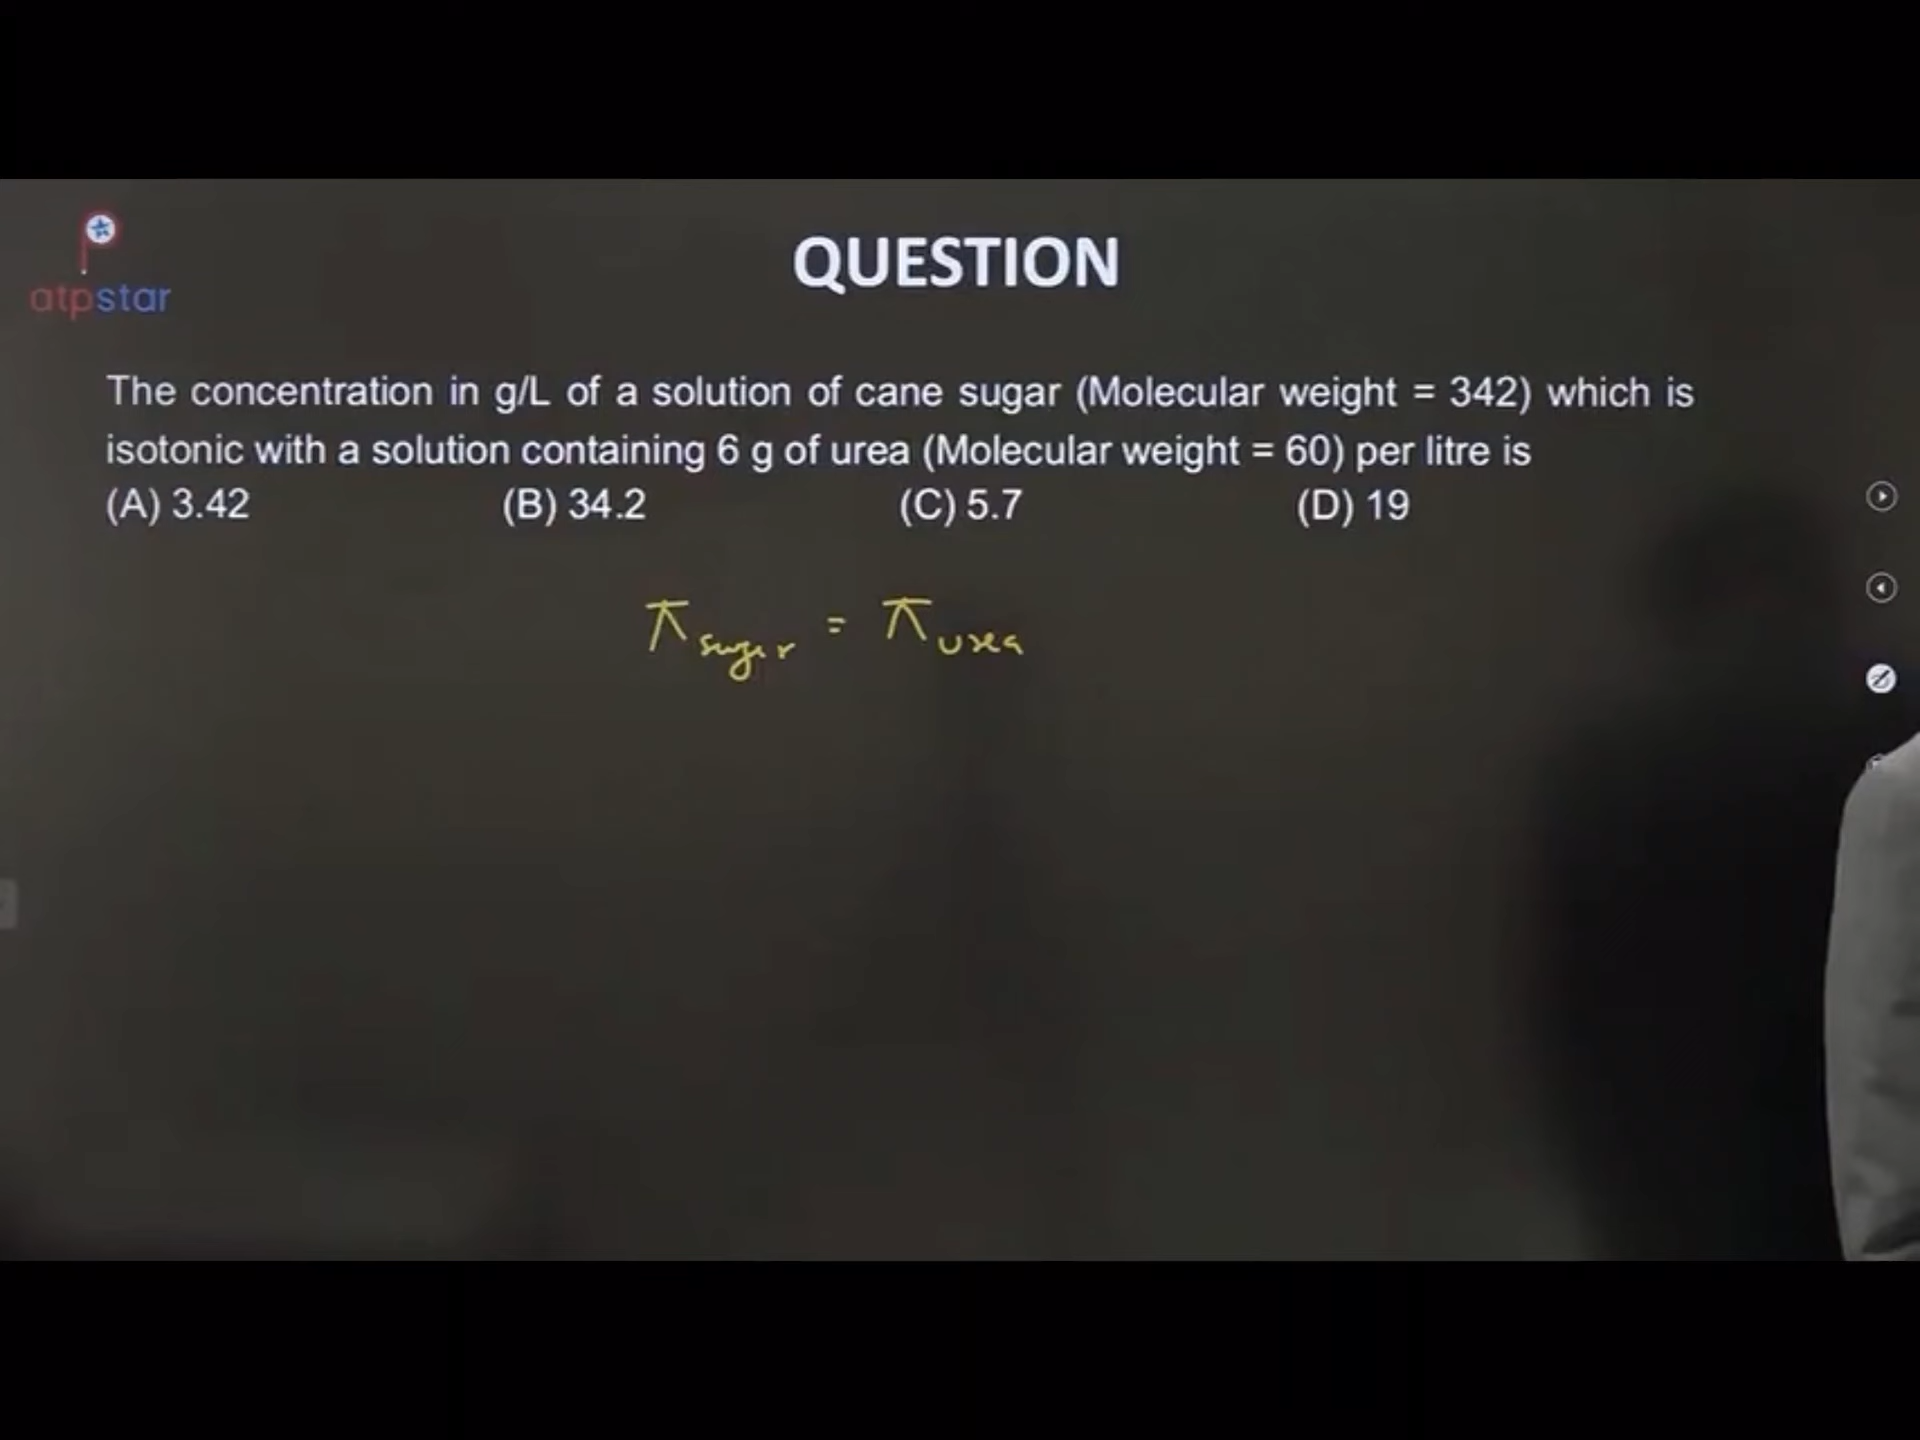 atpstar
QUESTION
The concentration in g/L of a solution of cane sugar (Molecular weight = 342) which is
isotonic with a solution containing 6 g of urea (Molecular weight = 60) per litre is
(A) 3.42 (B) 34.2 (C) 5.7 (D) 19
π sugar = π urea